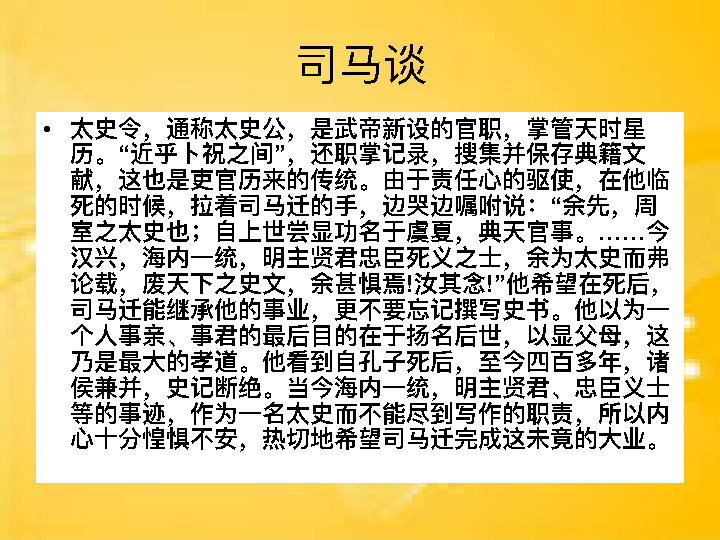 司马谈
• 太史令，通称太史公，是武帝新设的官职，掌管天时星
历。“近乎卜祝之间”，还职掌记录，搜集并保存典籍文
献，这也是吏官历来的传统。由于责任心的驱使，在他临
死的时候，拉着司马迁的手，边哭边嘱咐说：“余先，周
室之太史也；自上世尝显功名于虞夏，典天官事。……今
汉兴，海内一统，明主贤君忠臣死义之士，余为太史而弗
论载，废天下之史文，余甚惧焉!汝其念!”他希望在死后，
司马迁能继承他的事业，更不要忘记撰写史书。他以为一
个人事亲、事君的最后目的在于扬名后世，以显父母，这
乃是最大的孝道。他看到自孔子死后，至今四百多年，诸
侯兼并，史记断绝。当今海内一统，明主贤君、忠臣义士
等的事迹，作为一名太史而不能尽到写作的职责，所以内
心十分惶惧不安，热切地希望司马迁完成这未竟的大业。